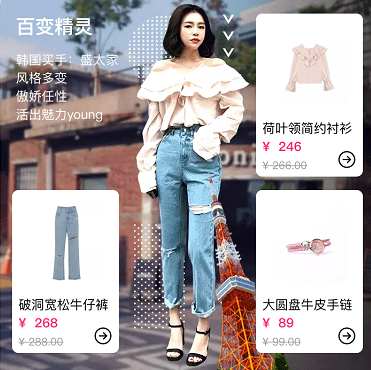 百变精灵
韩国买手：盛太家
风格多变
傲娇任性
活出魅力young
荷叶领简约衬衫
¥ 246
¥ 266.00
破洞宽松牛仔裤
¥ 268
¥ 288.00
大圆盘牛皮手链
¥ 89
¥ 99.00